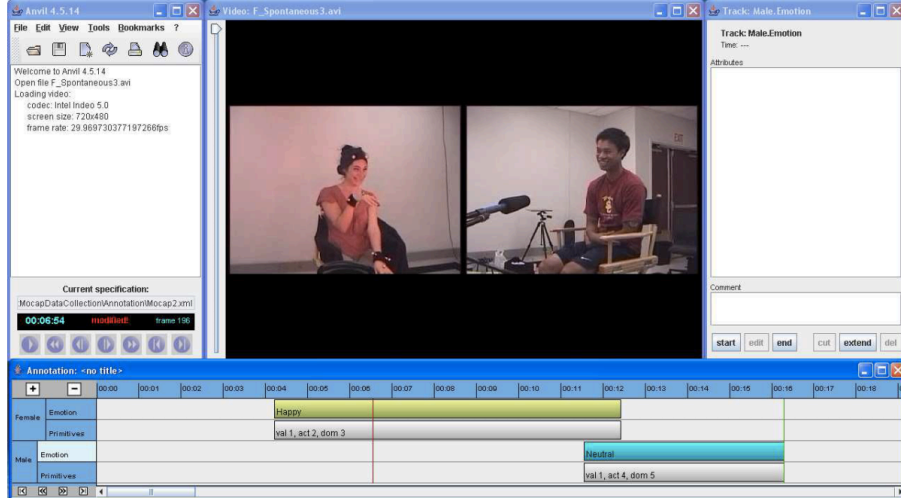 Anvil 4.5.14
File Edit View Tools Bookmarks ?
Welcome to Anvil 4.5.14
Open file F_Spontaneous3.avi
Loading video:
codec: Intel Indeo 5.0
screen size: 720x480
frame rate: 29.969730377197266fps
Current specification:
MocapDataCollection\Annotation\Mocap2.xml
00:06:54 modified! frame 196
Video: F_Spontaneous3.avi
EXIT
Track: Male.Emotion
Track: Male.Emotion
Time: ---
Attributes
Comment
start edit end cut extend del
Annotation: <no title>
+ - 00:00 00:01 00:02 00:03 00:04 00:05 00:06 00:07 00:08 00:09 00:10 00:11 00:12 00:13 00:14 00:15 00:16 00:17 00:18
Female Emotion Happy
Primitives val 1, act 2, dom 3
Male Emotion Neutral
Primitives val 1, act 4, dom 5